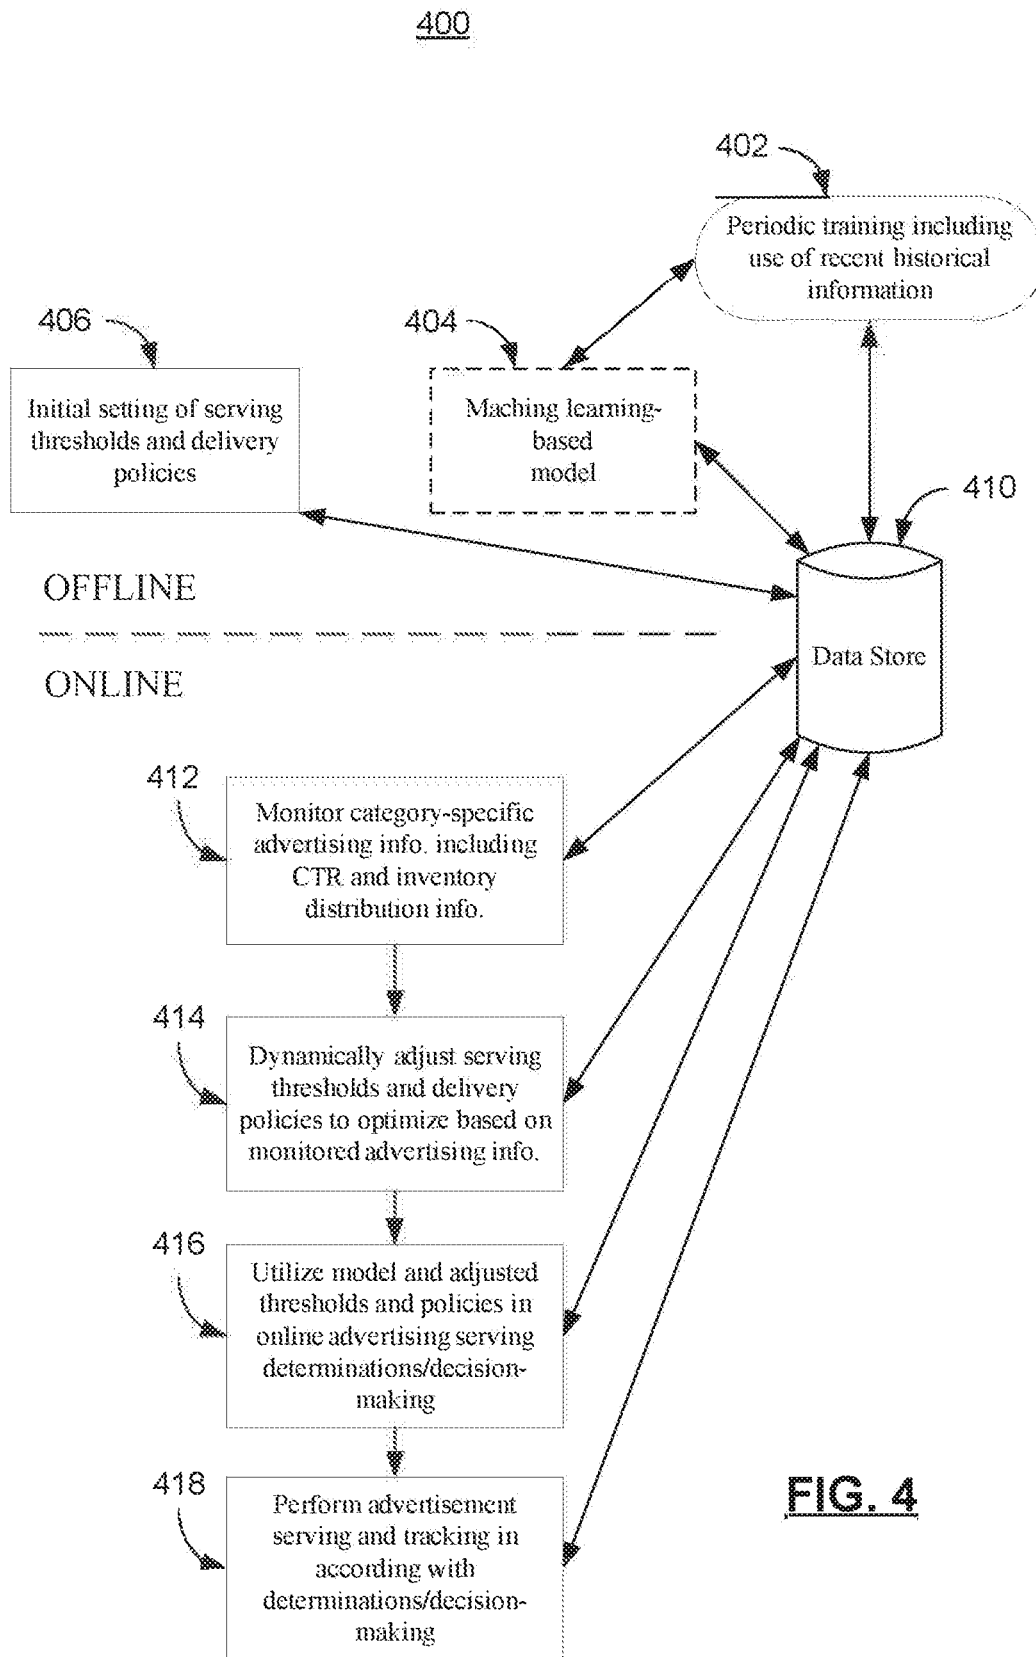 400
402
Periodic training including
use of recent historical
information
406
Initial setting of serving
thresholds and delivery
policies
404
Maching learning-
based
model
410
Data Store
OFFLINE
ONLINE
412
Monitor category-specific
advertising info. including
CTR and inventory
distribution info.
414
Dynamically adjust serving
thresholds and delivery
policies to optimize based on
monitored advertising info.
416
Utilize model and adjusted
thresholds and policies in
online advertising serving
determinations/decision-
making
418
Perform advertisement
serving and tracking in
according with
determinations/decision-
making
FIG. 4